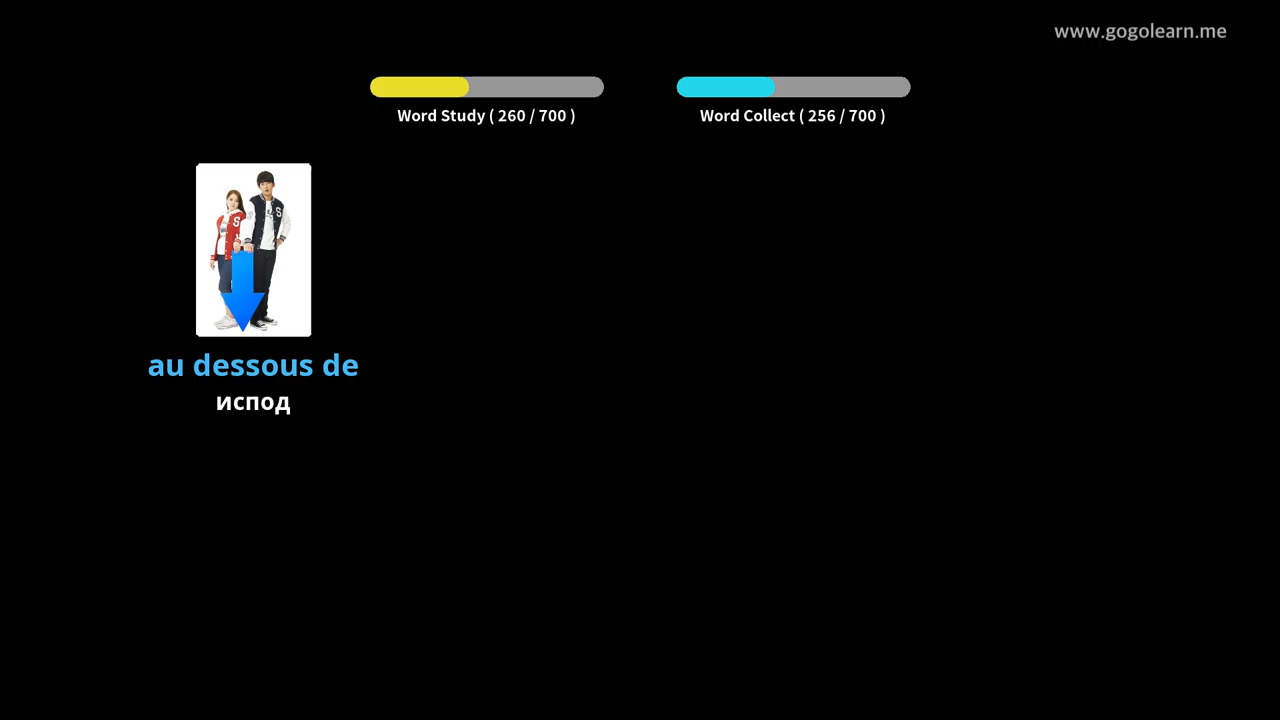 www.gogolearn.me
Word Study ( 260 / 700 )
Word Collect ( 256 / 700 )
S
S
au dessous de
испод